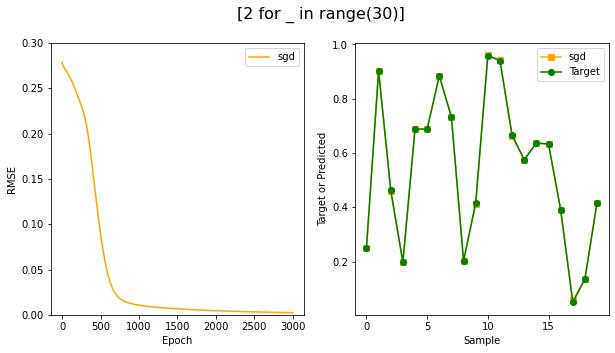 [2 for _ in range(30)]
0.30
0.25
0.20
0.15
0.10
0.05
0.00
RMSE
0 500 1000 1500 2000 2500 3000
Epoch
sgd
1.0
0.8
0.6
0.4
0.2
Target or Predicted
0 5 10 15
Sample
sgd
Target